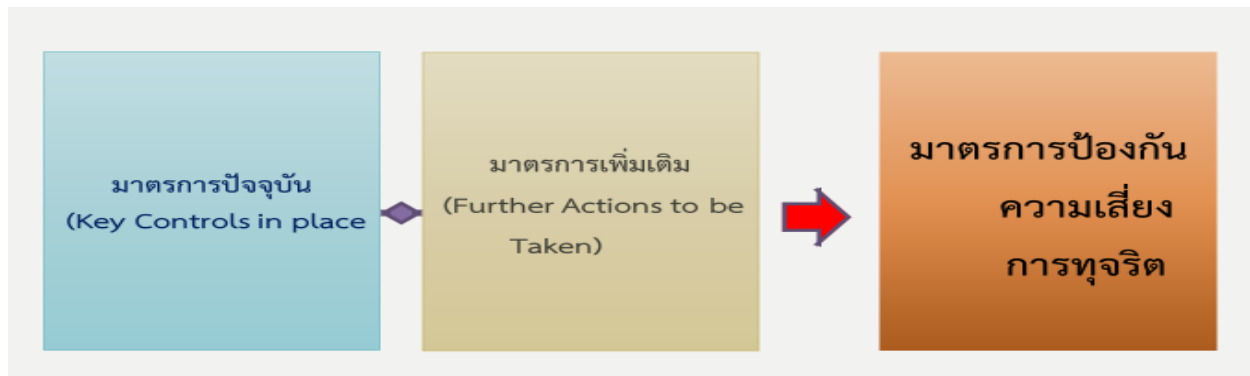 มาตรการปัจจุบัน
(Key Controls in place
มาตรการเพิ่มเติม
(Further Actions to be
Taken)
มาตรการป้องกัน
ความเสี่ยง
การทุจริต